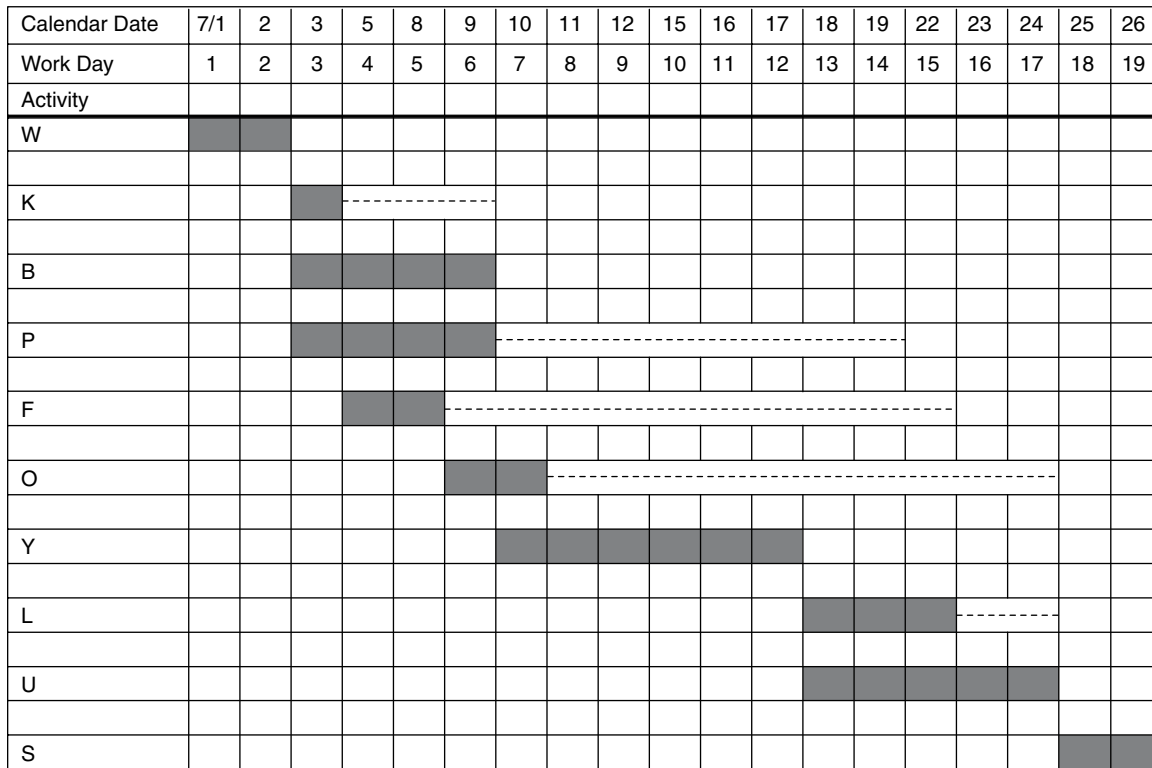 Calendar Date 7/1 2 3 5 8 9 10 11 12 15 16 17 18 19 22 23 24 25 26
Work Day 1 2 3 4 5 6 7 8 9 10 11 12 13 14 15 16 17 18 19
Activity
W
K
B
P
F
O
Y
L
U
S